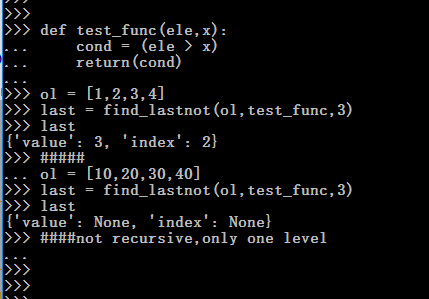 >>>
>>>
>>> def test_func(ele,x):
...     cond = (ele > x)
...     return(cond)
...
>>> ol = [1,2,3,4]
>>> last = find_lastnot(ol,test_func,3)
>>> last
{'value': 3, 'index': 2}
>>> #####
... ol = [10,20,30,40]
>>> last = find_lastnot(ol,test_func,3)
>>> last
{'value': None, 'index': None}
>>> ####not recursive,only one level
...
>>>
>>>
>>>